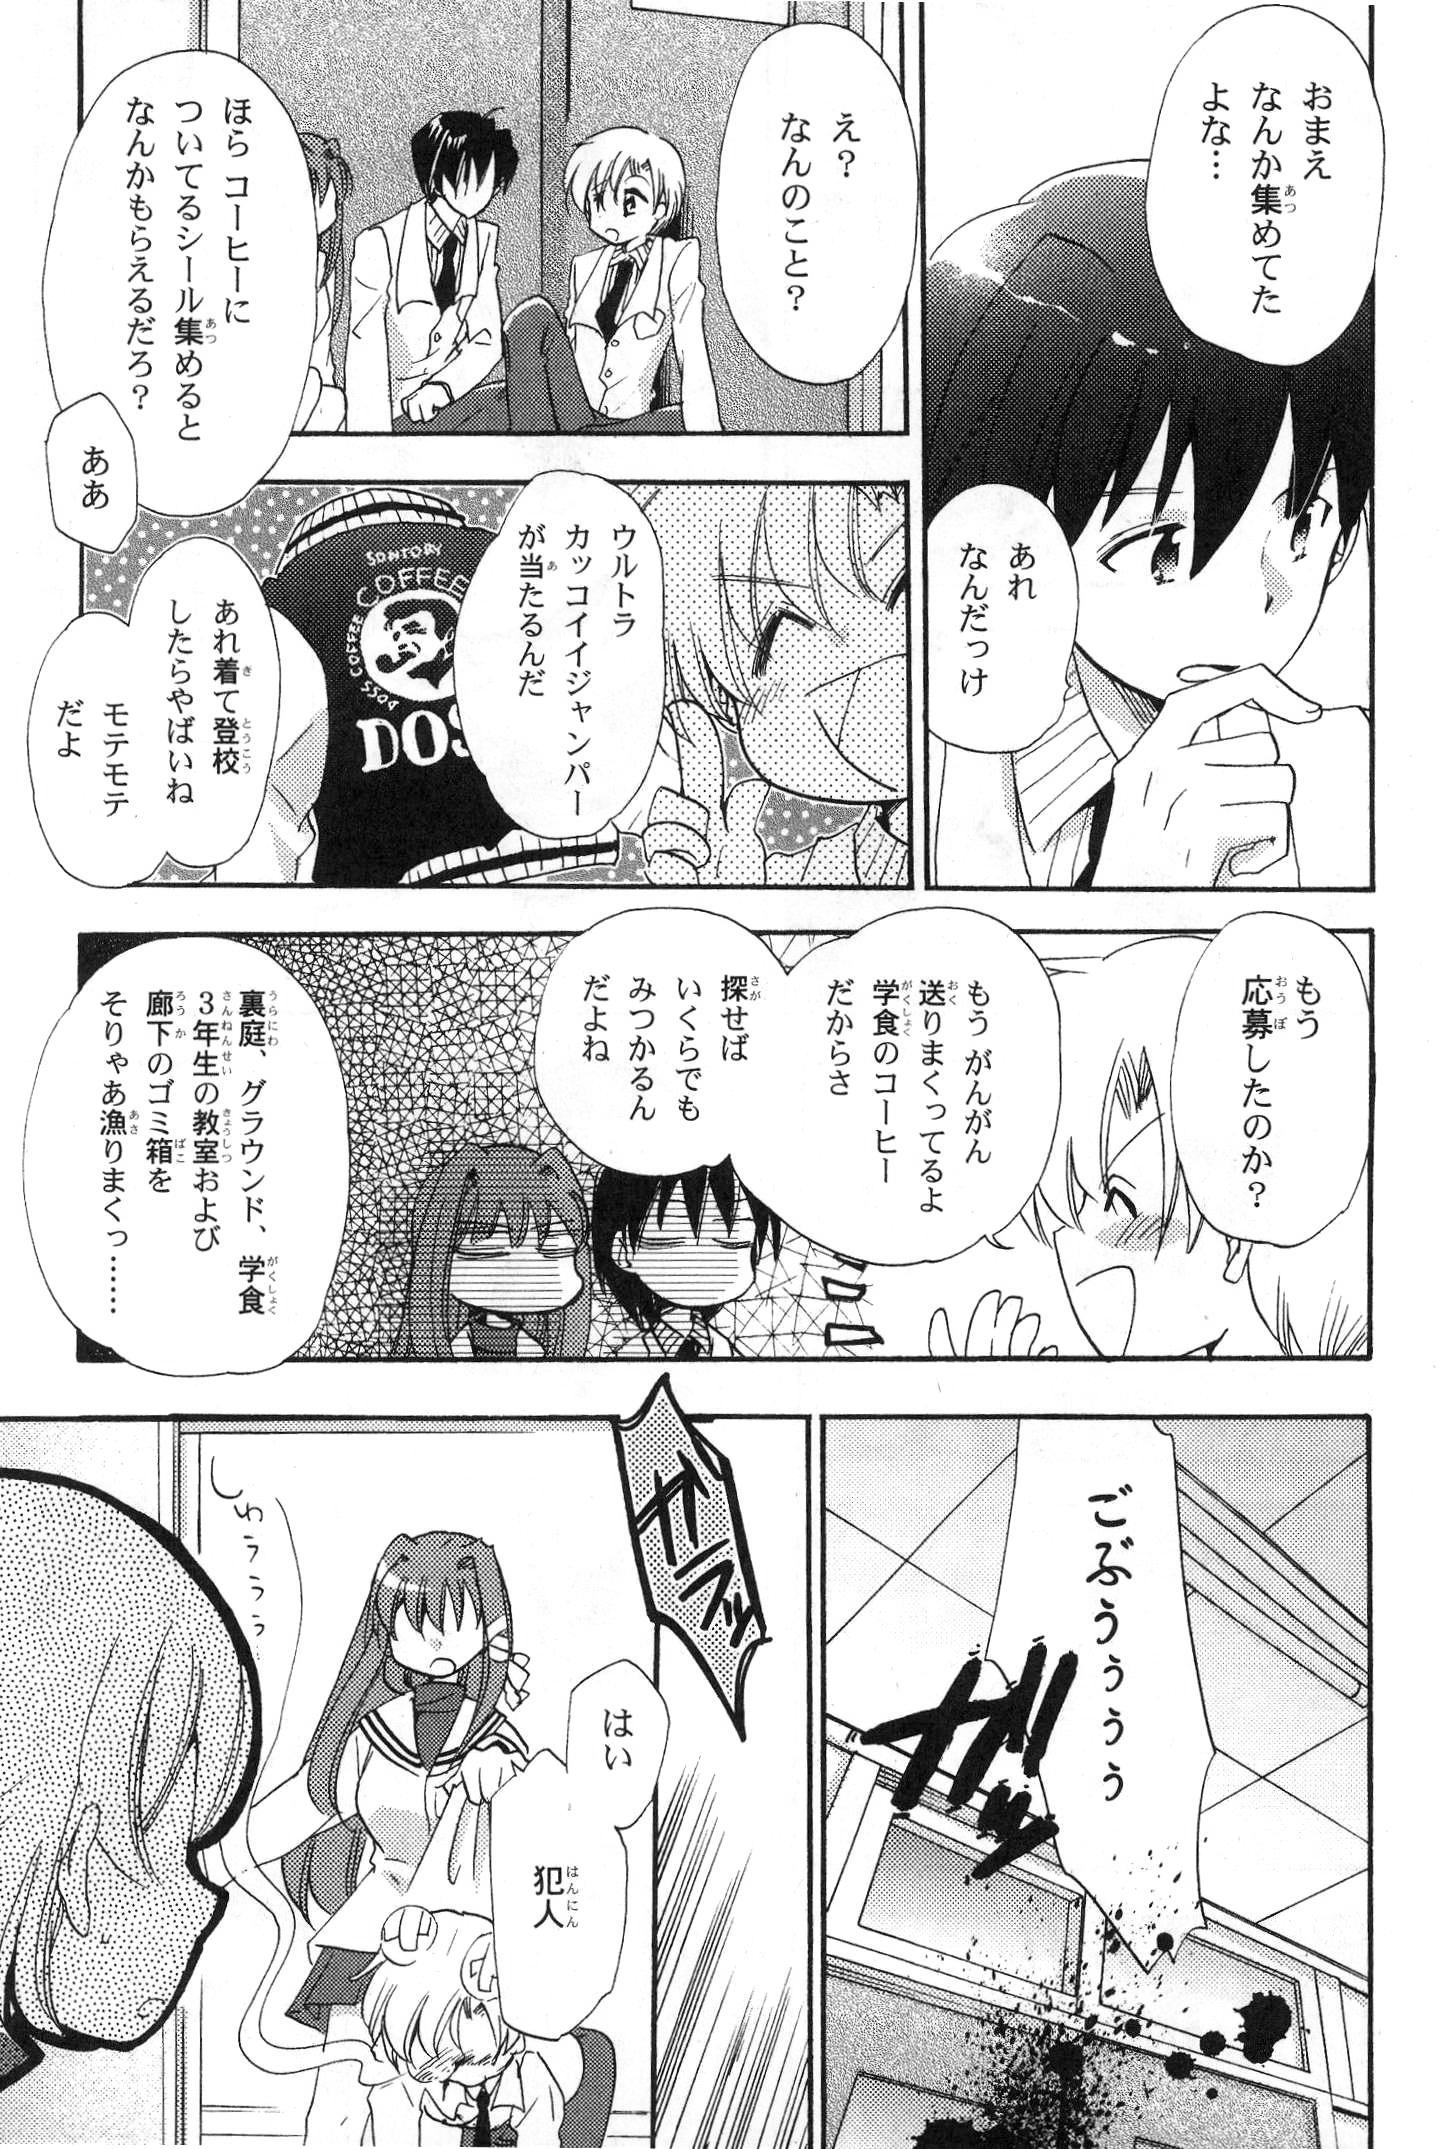 おまえ
なんか集めてた
よな…
あれ
なんだっけ
え？
なんのこと？
ほら コーヒーに
ついてるシール集めると
なんかもらえるだろ？
ああ
ウルトラ
カッコイイジャンパー
が当たるんだ
SONTORY
COFFEE
DOSS COFFEE
DOS
あれ着て登校
したらやばいね
モテモテ
だよ
もう
応募したのか？
もう がんがん
送りまくってるよ
学食のコーヒー
だからさ
探せば
いくらでも
みつかるん
だよね
裏庭、グラウンド、学食
３年生の教室および
廊下のゴミ箱を
そりゃあ漁りまくっ……
ごぶうぅぅぅ
ガガッ
ガラッ
はい
犯人
しゅううぅ